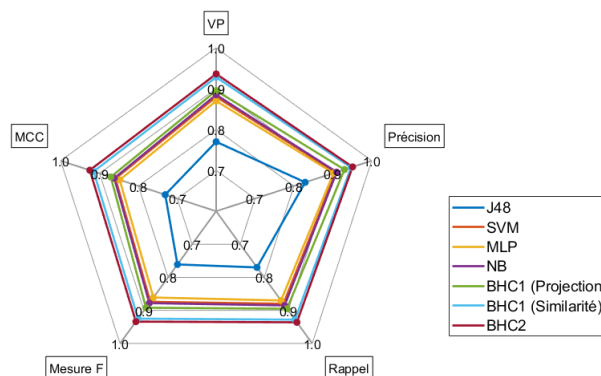 VP
1.0
0.9
0.8
0.7
MCC
1.0
0.9
0.8
0.7
Précision
1.0
0.9
0.8
0.7
Mesure F
1.0
0.9
0.8
0.7
Rappel
1.0
0.9
0.8
0.7
J48
SVM
MLP
NB
BHC1 (Projection
BHC1 (Similarité)
BHC2